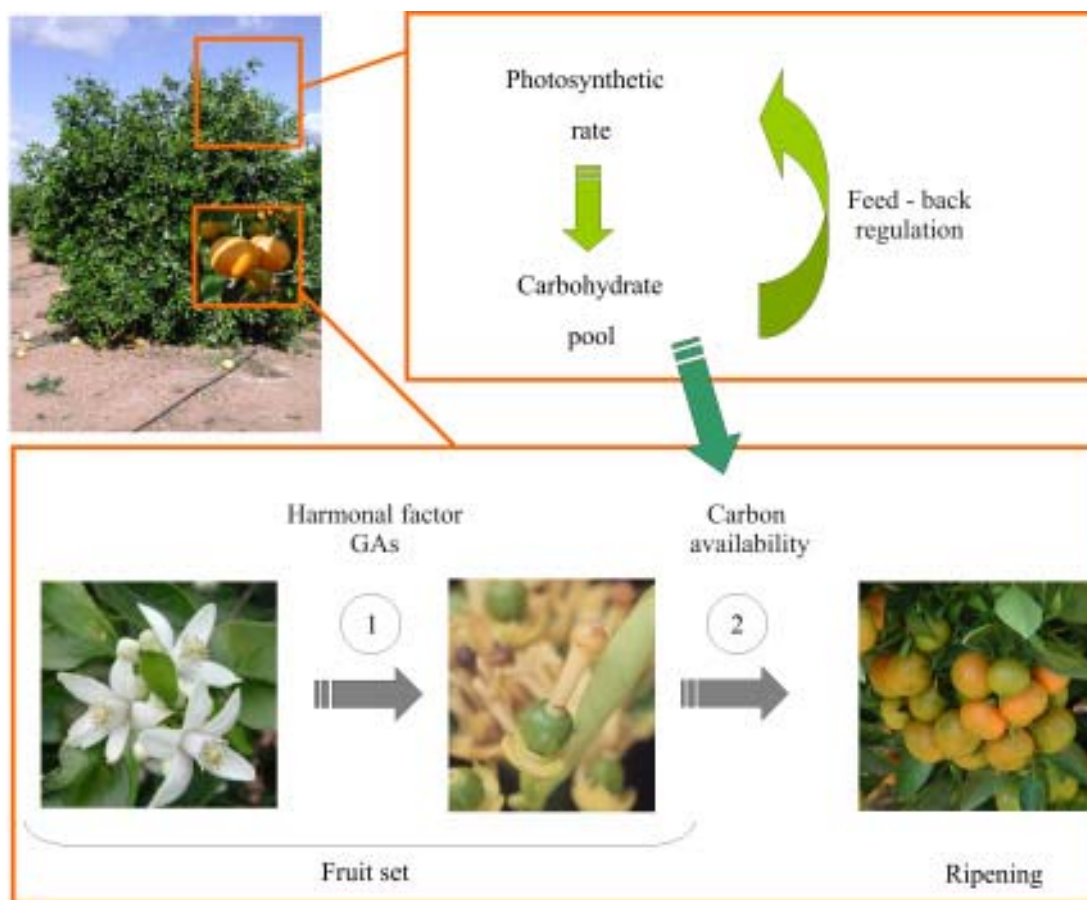 Photosynthetic
rate
Feed - back
regulation
Carbohydrate
pool
Harmonal factor
GAs
Carbon
availability
1
2
Fruit set
Ripening